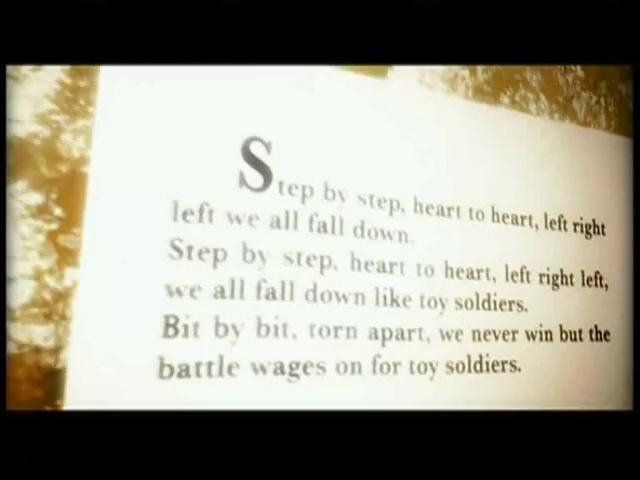 Step by step, heart to heart, left right
left we all fall down.
Step by step, heart to heart, left right left,
we all fall down like toy soldiers.
Bit by bit, torn apart, we never win but the
battle wages on for toy soldiers.